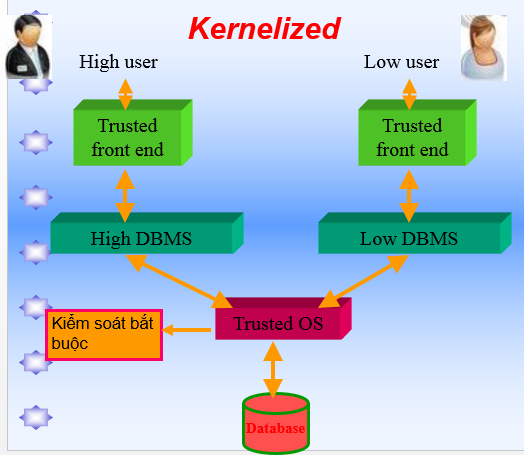 Kernelized
High user
Low user
Trusted
front end
Trusted
front end
High DBMS
Low DBMS
Kiểm soát bắt
buộc
Trusted OS
Database